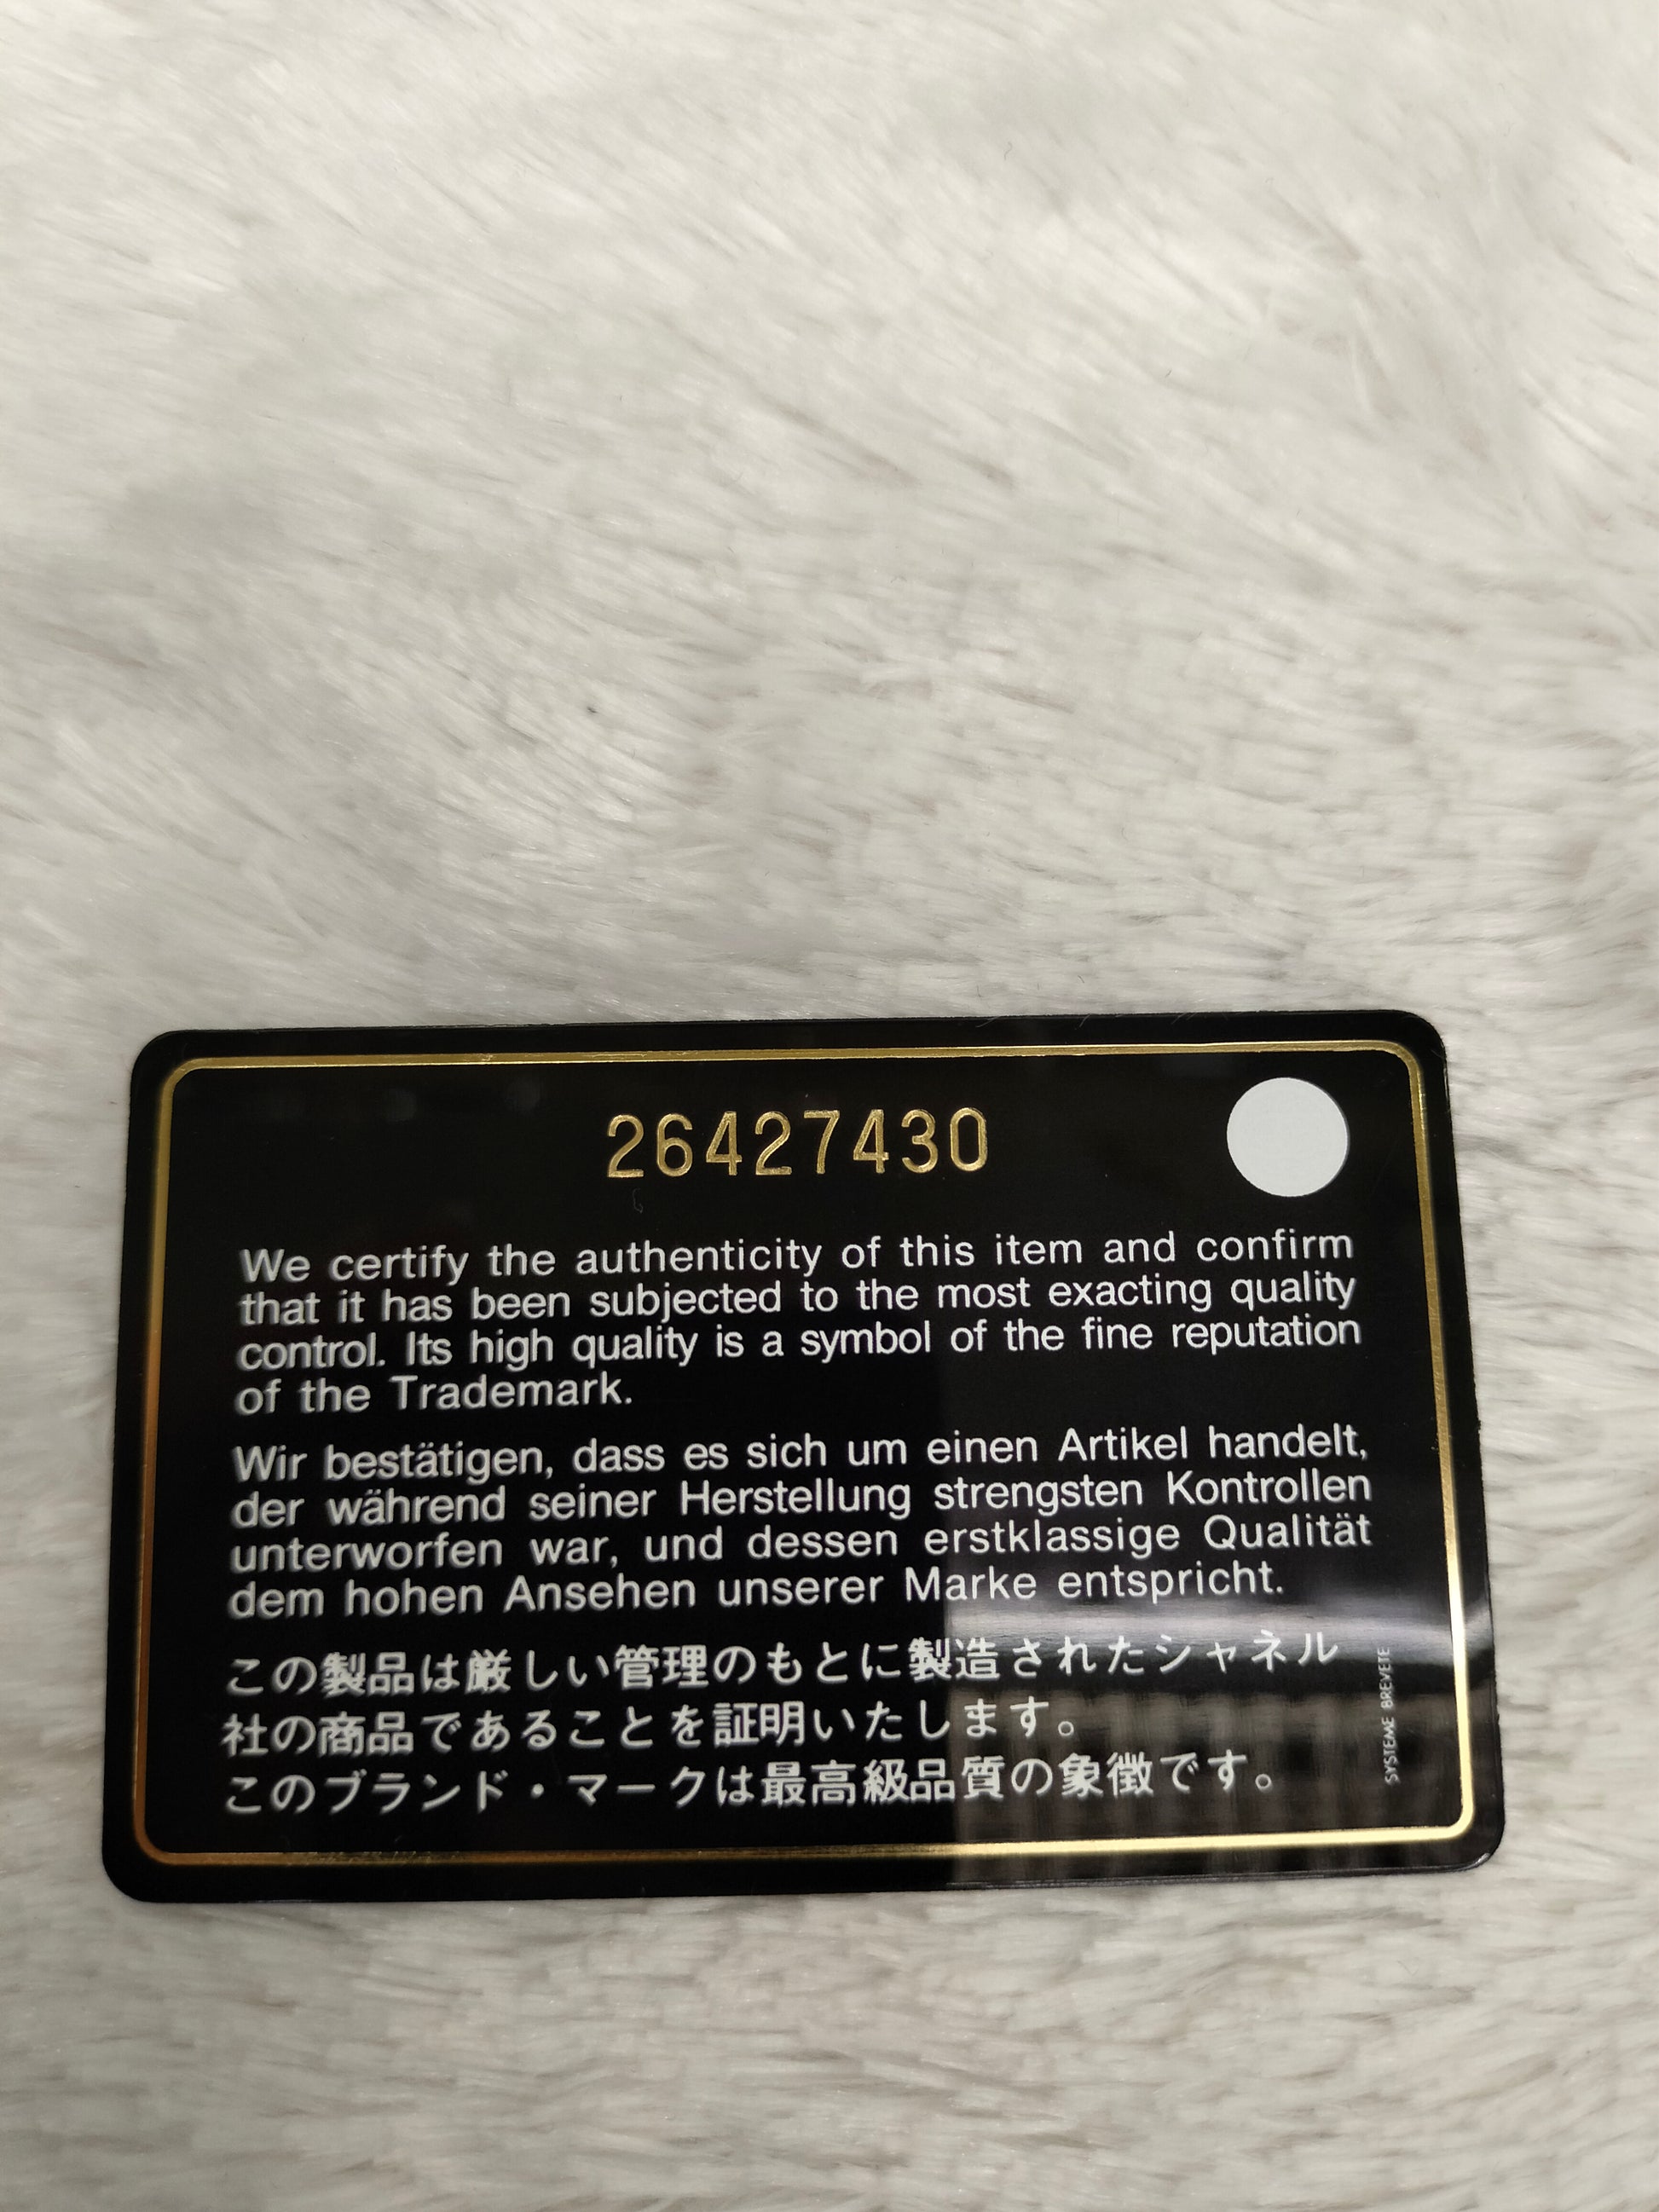 26427430
We certify the authenticity of this item and confirm
that it has been subjected to the most exacting quality
control. Its high quality is a symbol of the fine reputation
of the Trademark.
Wir bestätigen, dass es sich um einen Artikel handelt,
der während seiner Herstellung strengsten Kontrollen
unterworfen war, und dessen erstklassige Qualität
dem hohen Ansehen unserer Marke entspricht.
この製品は厳しい管理のもとに製造されたシャネル
社の商品であることを証明いたします。
このブランド・マークは最高級品質の象徴です。
SYSTEME BREVETE